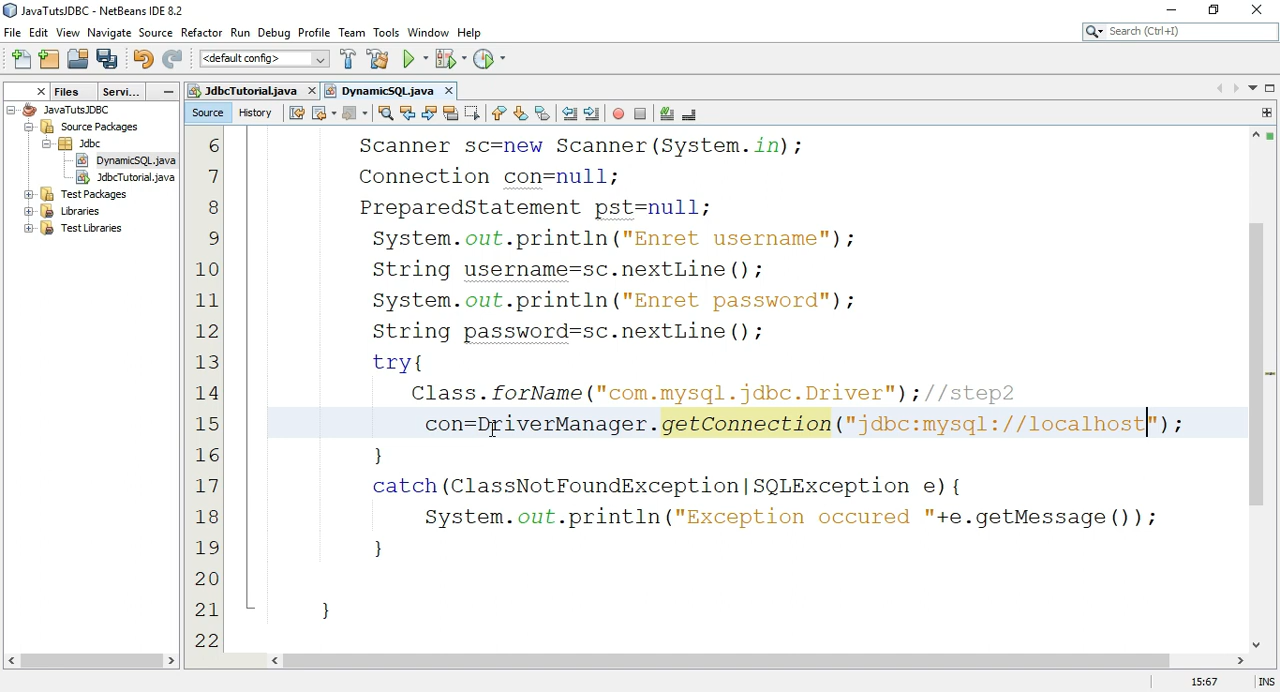 JavaTutsJDBC - NetBeans IDE 8.2
File Edit View Navigate Source Refactor Run Debug Profile Team Tools Window Help
Search (Ctrl+I)
<default config>
Files Servi...
JdbcTutorial.java DynamicSQL.java
Source History
JavaTutsJDBC
Source Packages
Jdbc
DynamicSQL.java
JdbcTutorial.java
Test Packages
Libraries
Test Libraries
6 Scanner sc=new Scanner(System.in);
7 Connection con=null;
8 PreparedStatement pst=null;
9 System.out.println("Enret username");
10 String username=sc.nextLine();
11 System.out.println("Enret password");
12 String password=sc.nextLine();
13 try{
14 Class.forName("com.mysql.jdbc.Driver");//step2
15 con=DriverManager.getConnection("jdbc:mysql://localhost");
16 }
17 catch(ClassNotFoundException|SQLException e){
18 System.out.println("Exception occured "+e.getMessage());
19 }
20
21 }
22
15:67 INS